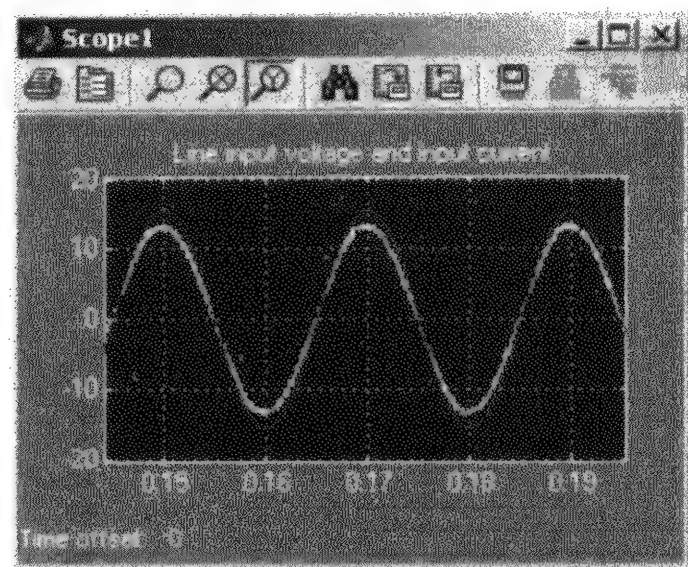 Scope1
Line input voltage and input current
20
10
0
-10
-20
0.15 0.16 0.17 0.18 0.19
Time offset: 0